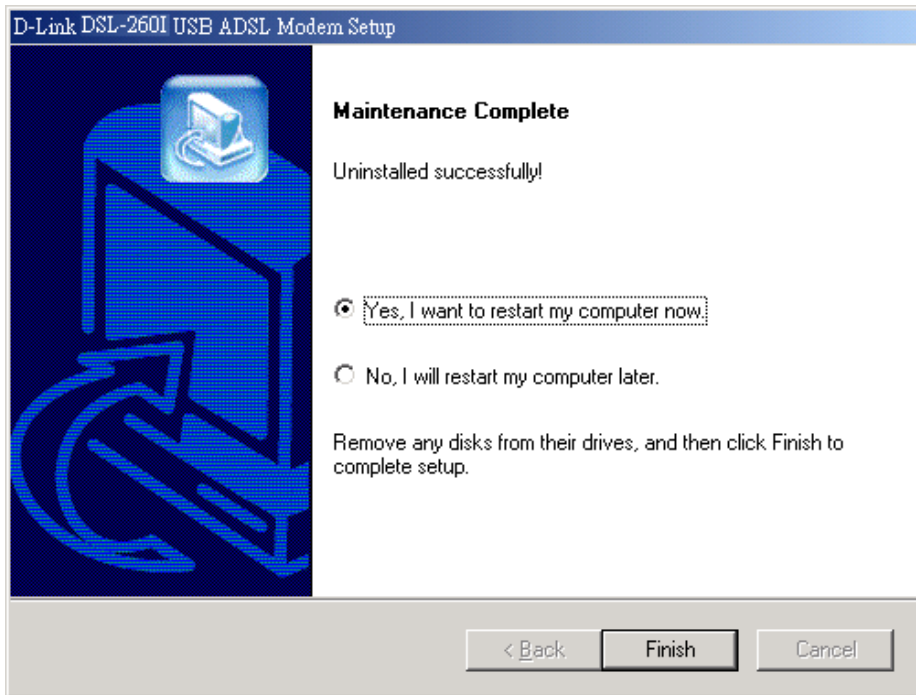 D-Link DSL-260I USB ADSL Modem Setup
Maintenance Complete
Uninstalled successfully!
Yes, I want to restart my computer now.
No, I will restart my computer later.
Remove any disks from their drives, and then click Finish to
complete setup.
< Back
Finish
Cancel